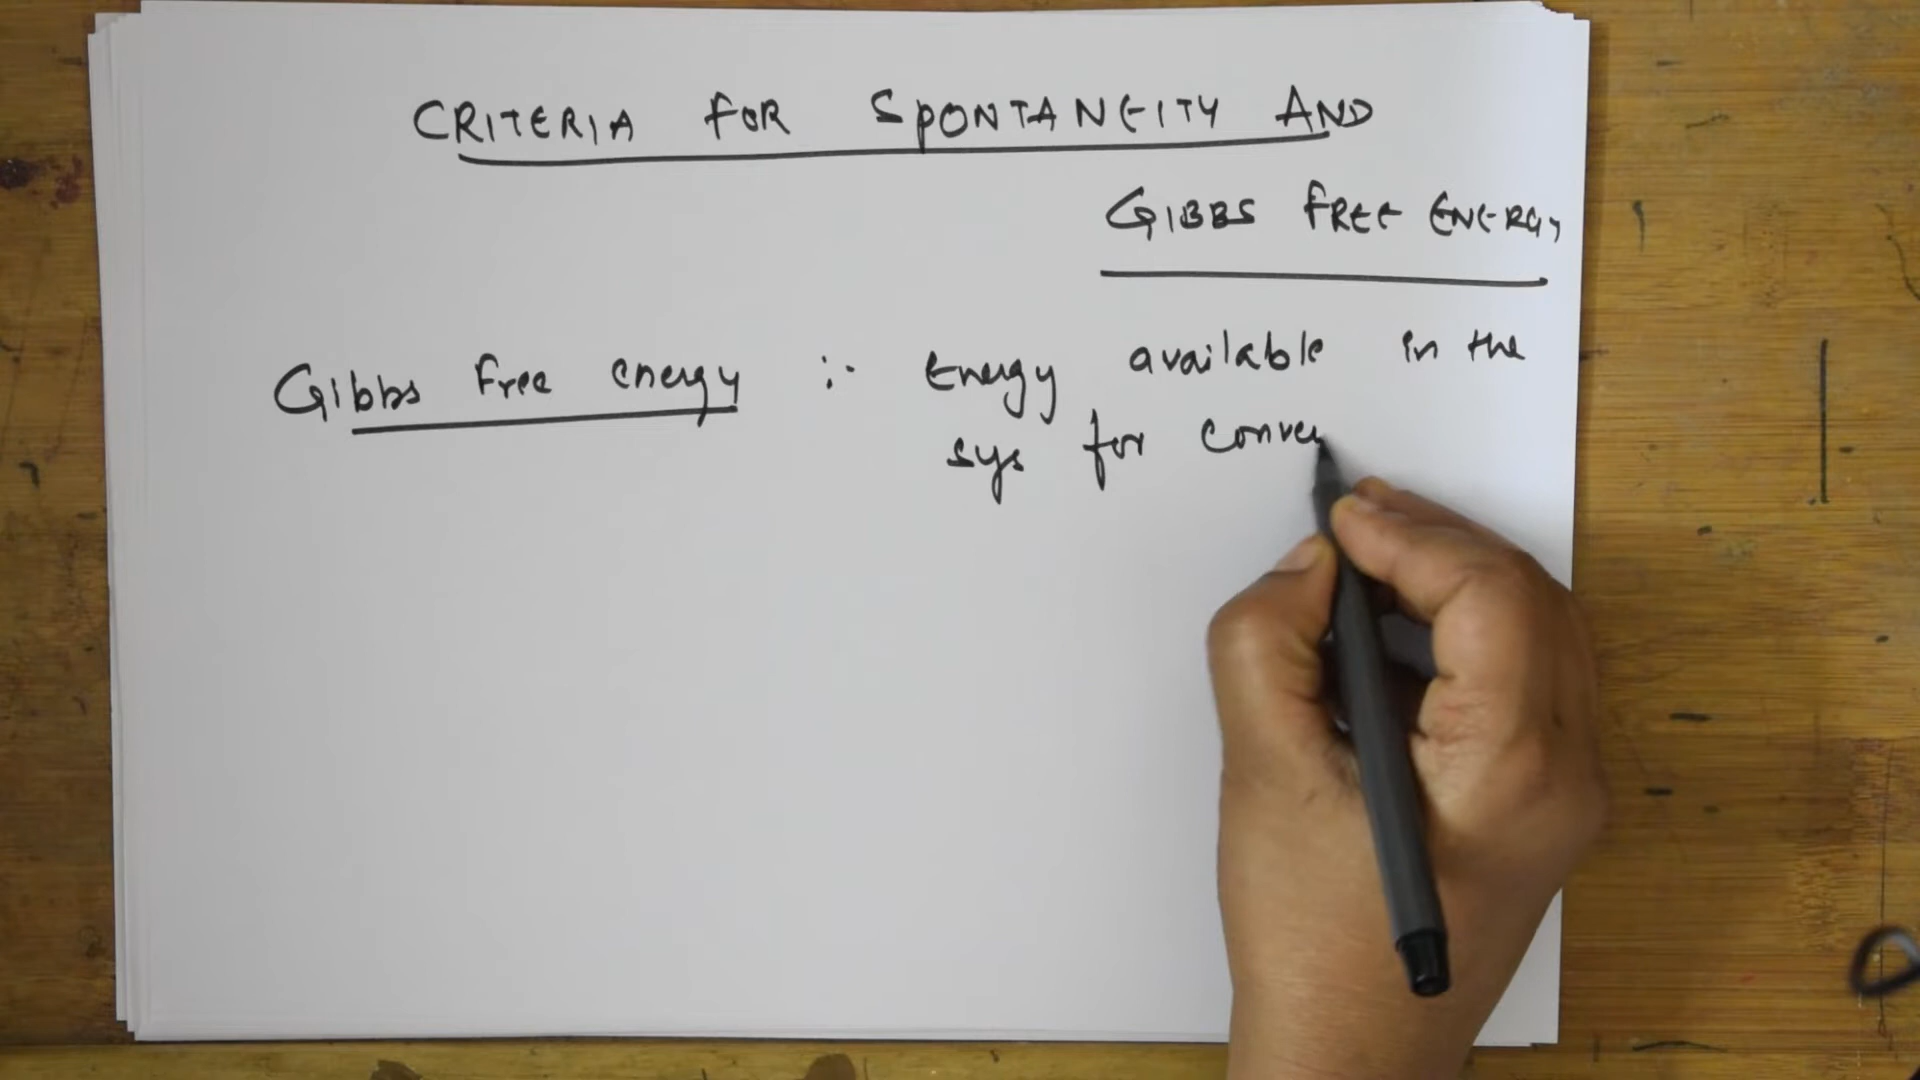 CRITERIA FOR SPONTANEITY AND
GIBBS FREE ENERGY
Gibbs free energy :- Energy available in the
sys for conve